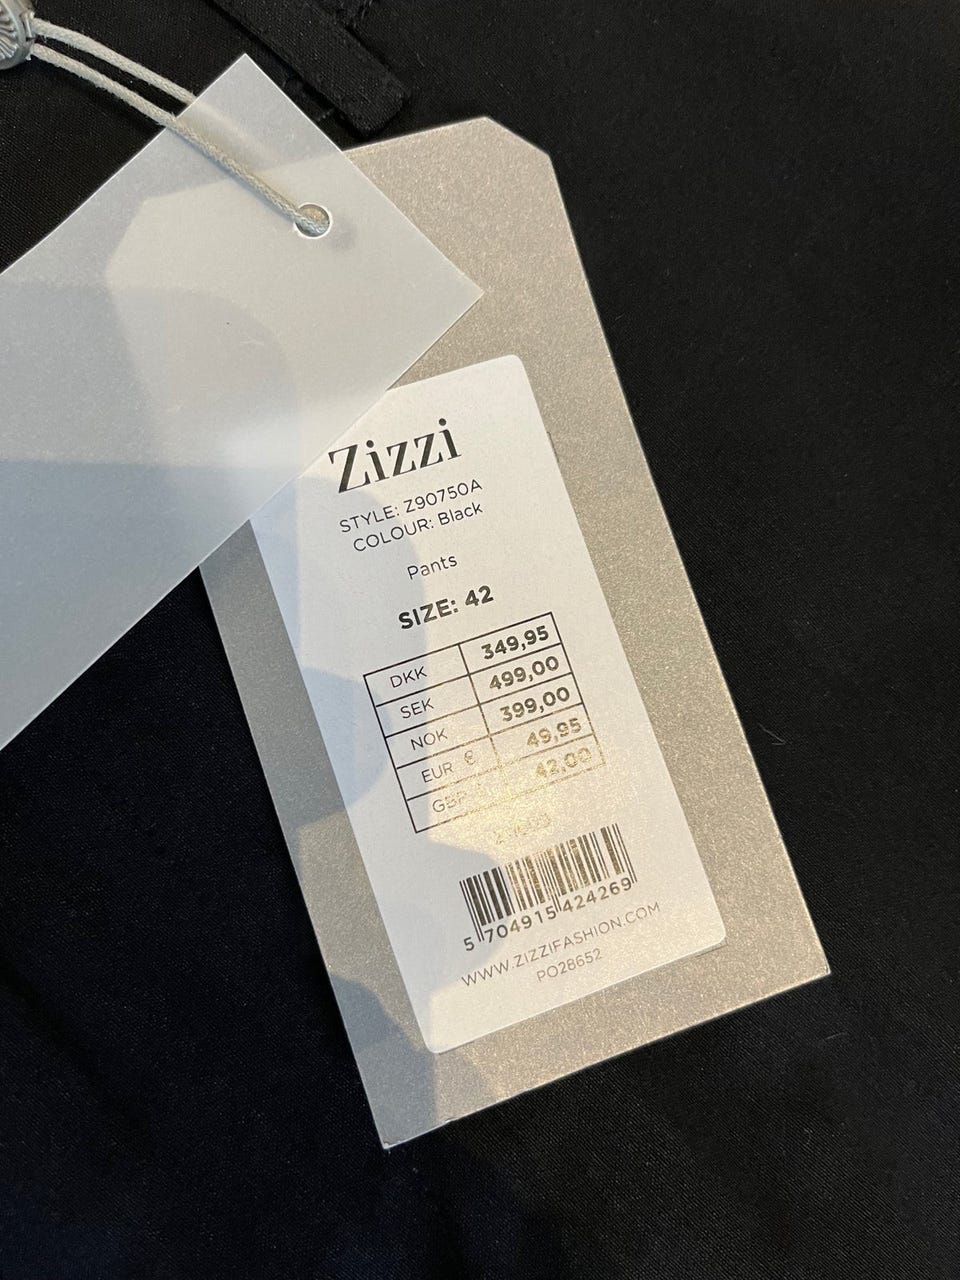 Zizzi
STYLE: Z90750A
COLOUR: Black
Pants
SIZE: 42
DKK 349,95
SEK 499,00
NOK 399,00
EUR € 49,95
GBP 42,00
5 704915 424269
WWW.ZIZZIFASHION.COM
PO28652